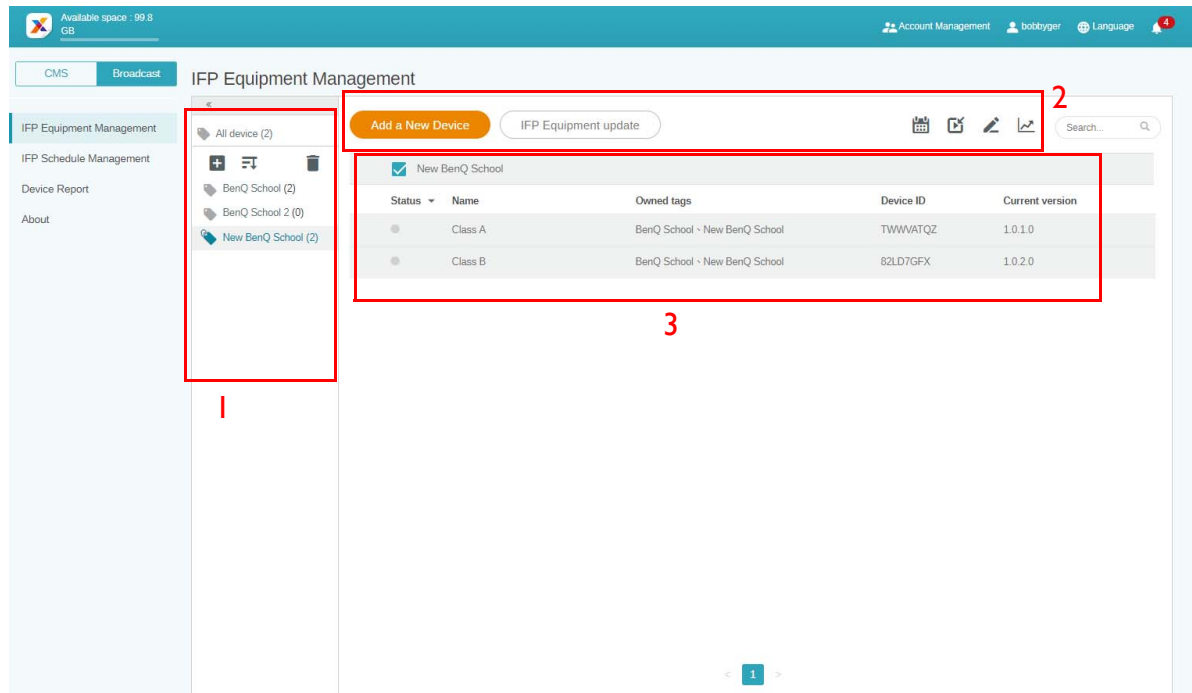 Available space : 99.8
GB
Account Management
bobbyger
Language
4
CMS
Broadcast
IFP Equipment Management
IFP Equipment Management
IFP Schedule Management
Device Report
About
All device (2)
BenQ School (2)
BenQ School 2 (0)
New BenQ School (2)
1
Add a New Device
IFP Equipment update
Search...
2
New BenQ School
Status Name Owned tags Device ID Current version
Class A BenQ School、New BenQ School TWWVATQZ 1.0.1.0
Class B BenQ School、New BenQ School 82LD7GFX 1.0.2.0
3
< 1 >